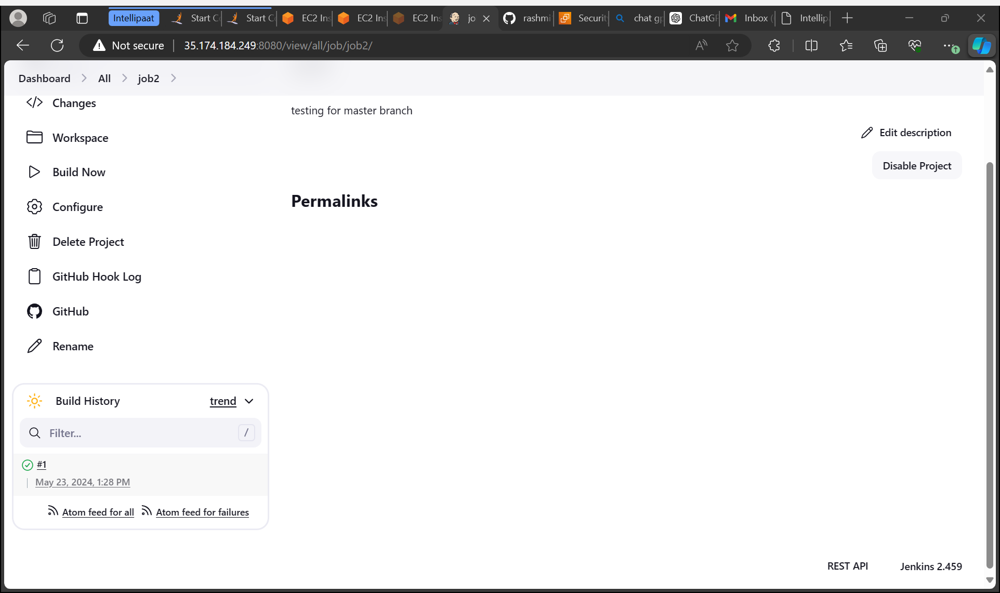 Intellipaat
Start C
Start C
EC2 Ins
EC2 Ins
EC2 Ins
jo
rashmi
Securit
chat gp
ChatGP
Inbox (
Intellip
Not secure
35.174.184.249:8080/view/all/job/job2/
Dashboard
All
job2
Changes
Workspace
Build Now
Configure
Delete Project
GitHub Hook Log
GitHub
Rename
testing for master branch
Edit description
Disable Project
Permalinks
Build History
trend
Filter...
/
#1
May 23, 2024, 1:28 PM
Atom feed for all
Atom feed for failures
REST API
Jenkins 2.459